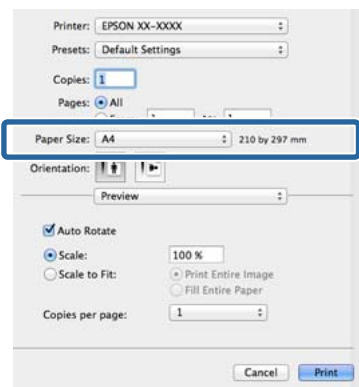 Printer: EPSON XX-XXXX
Presets: Default Settings
Copies: 1
Pages: All
Paper Size: A4 210 by 297 mm
Orientation:
Preview
Auto Rotate
Scale: 100 %
Scale to Fit: Print Entire Image
Fill Entire Paper
Copies per page: 1
Cancel Print